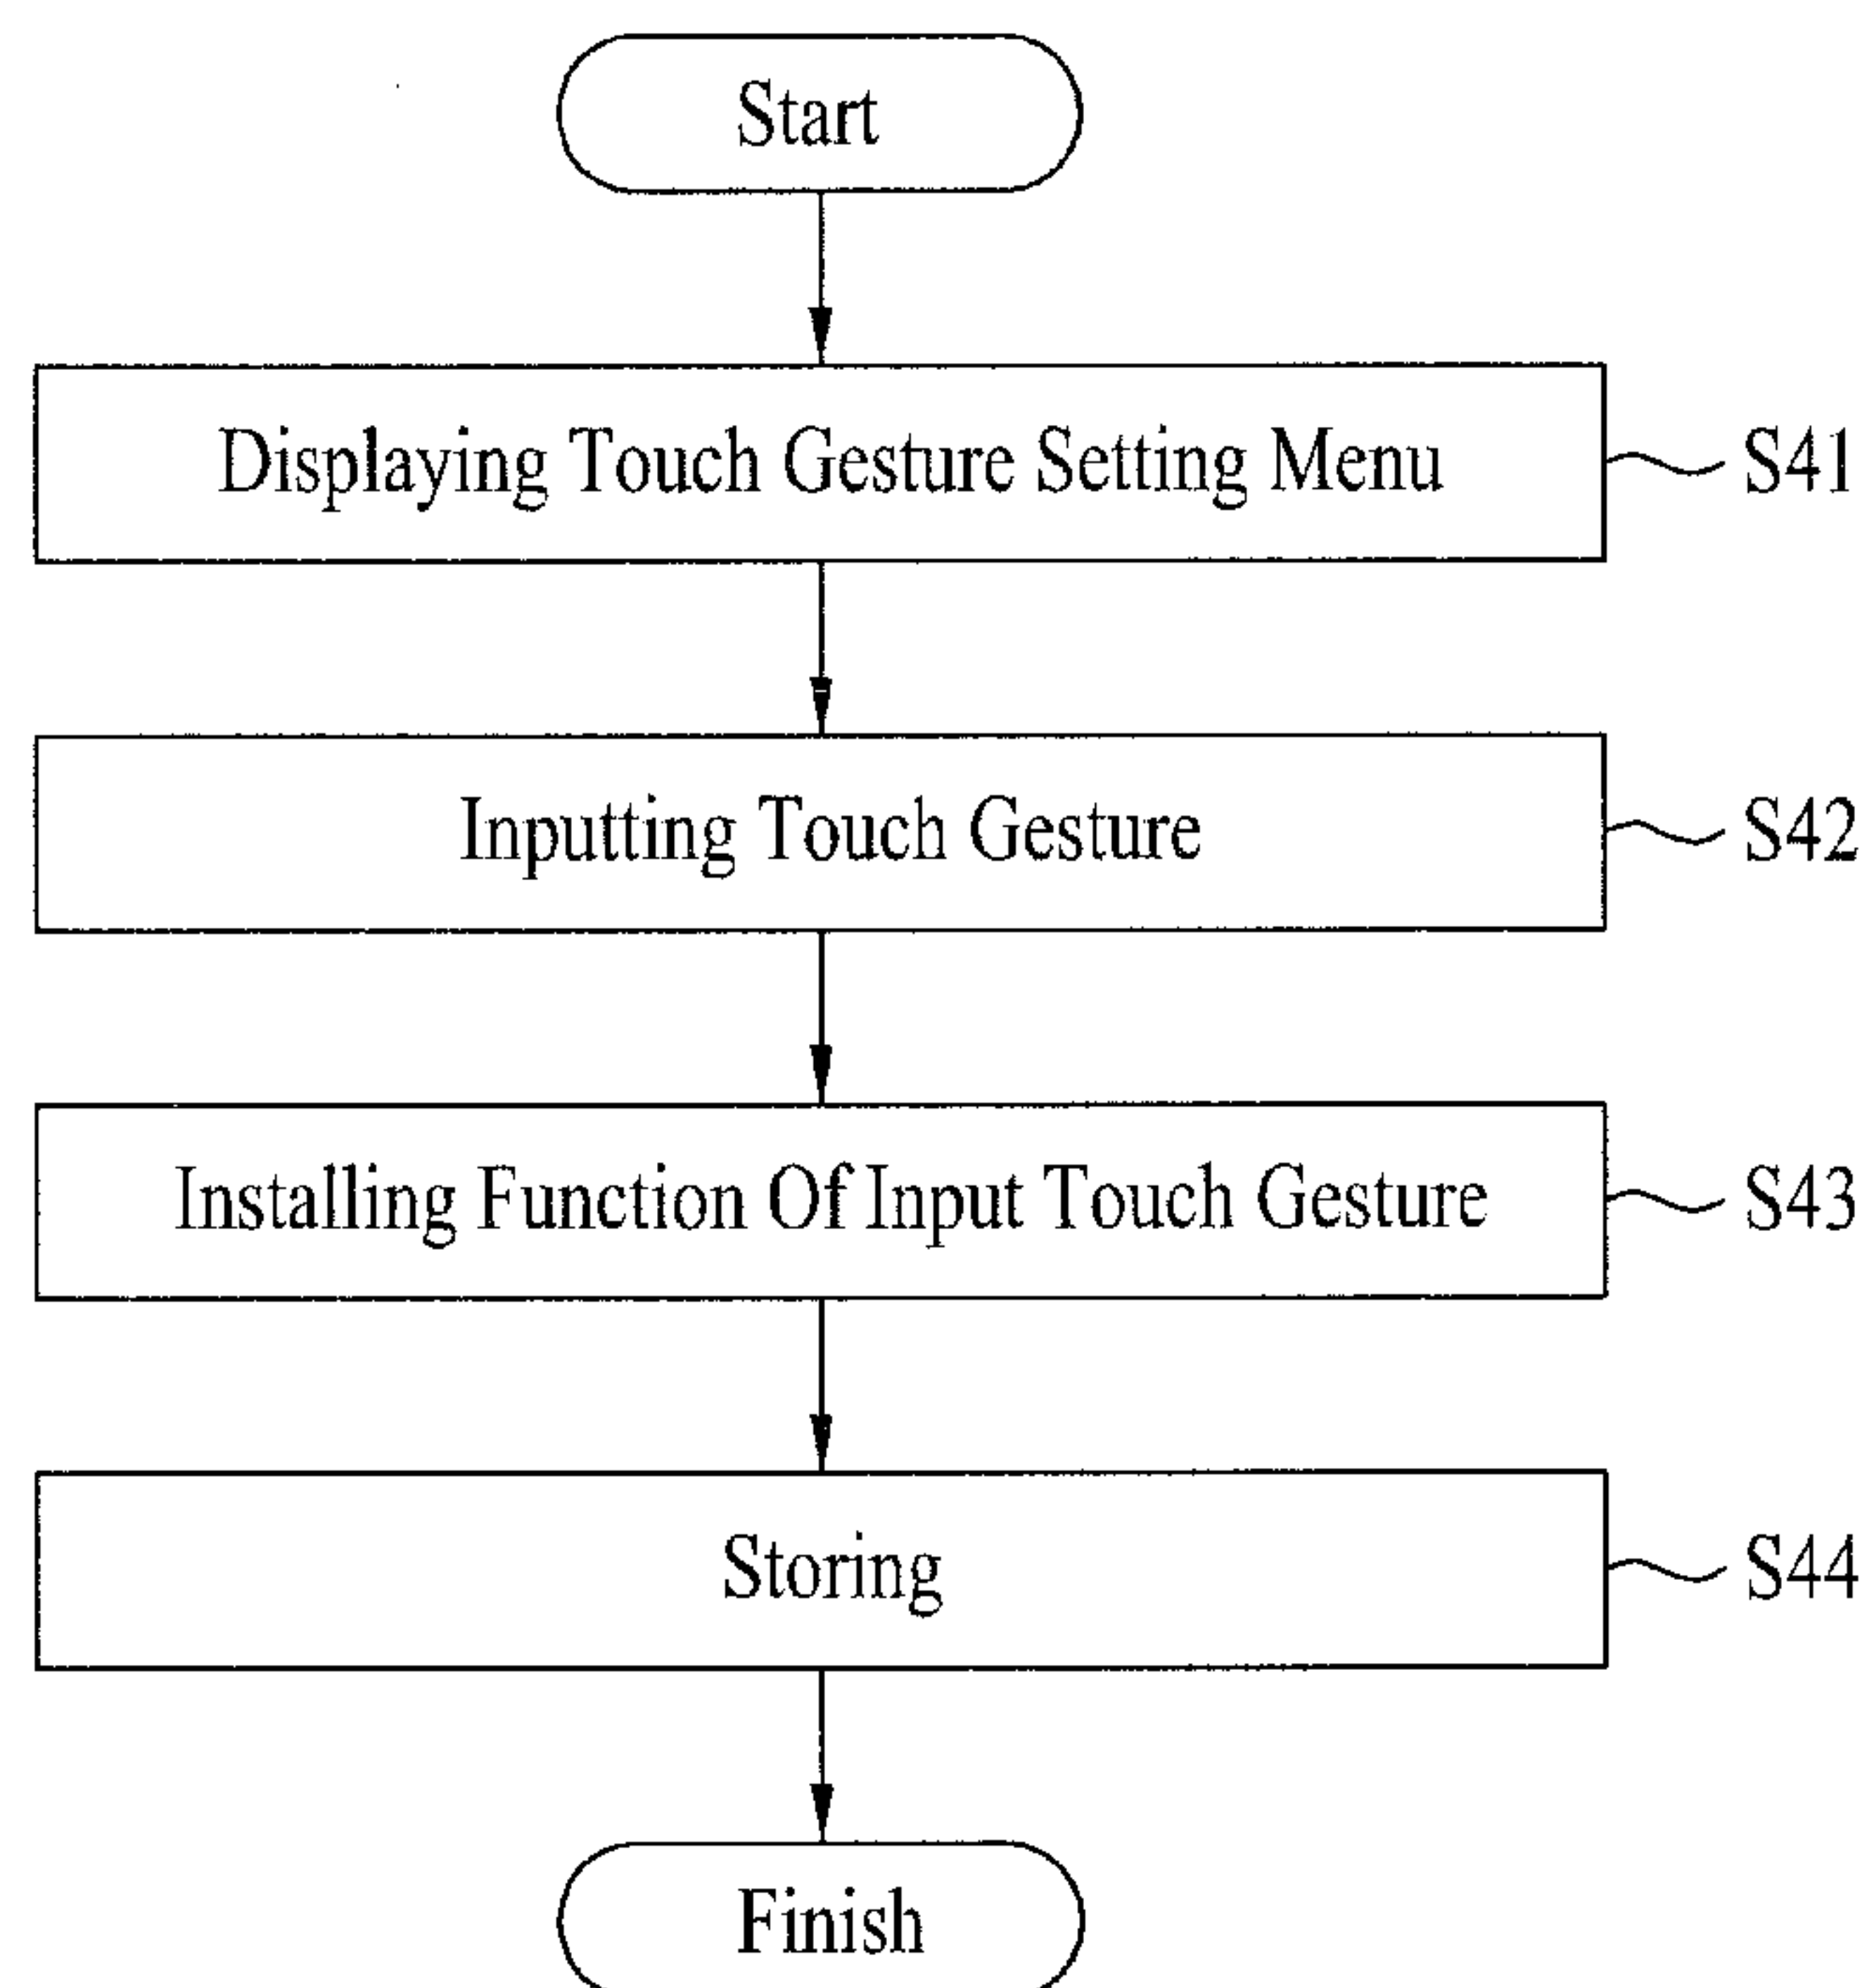 Start
Displaying Touch Gesture Setting Menu
S41
Inputting Touch Gesture
S42
Installing Function Of Input Touch Gesture
S43
Storing
S44
Finish